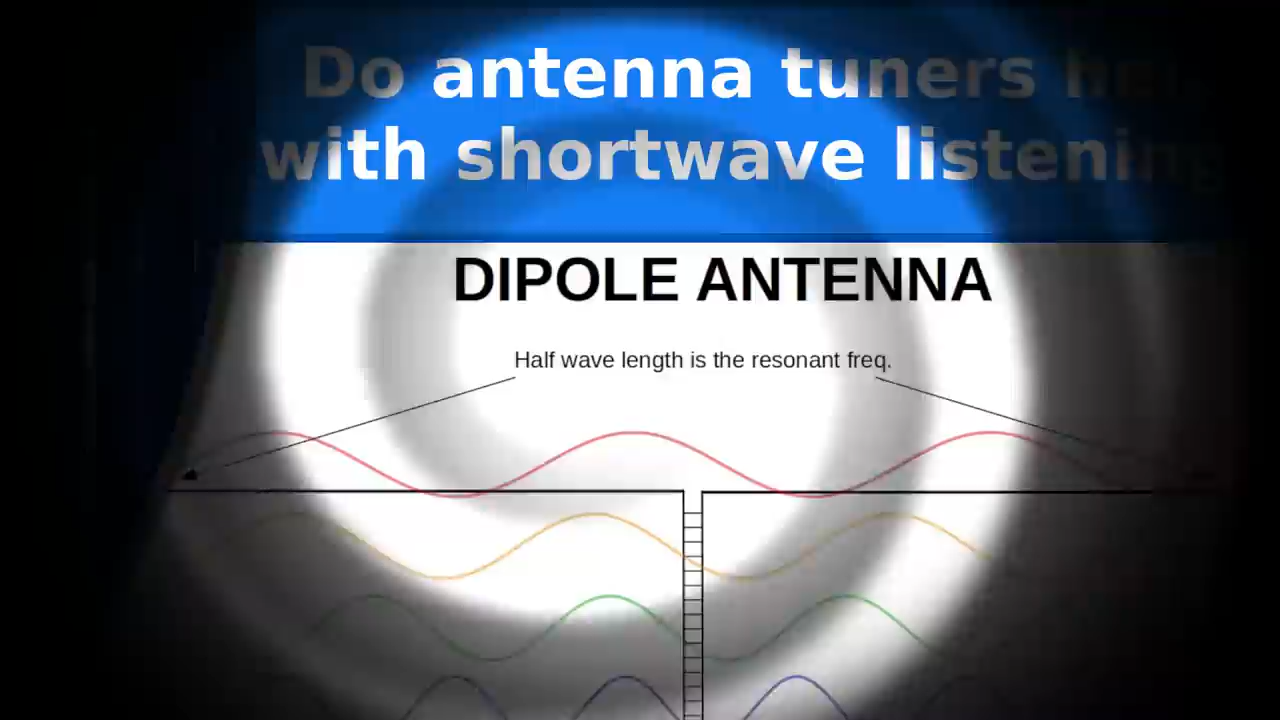 Do antenna tuners
with shortwave listening
DIPOLE ANTENNA
Half wave length is the resonant freq.